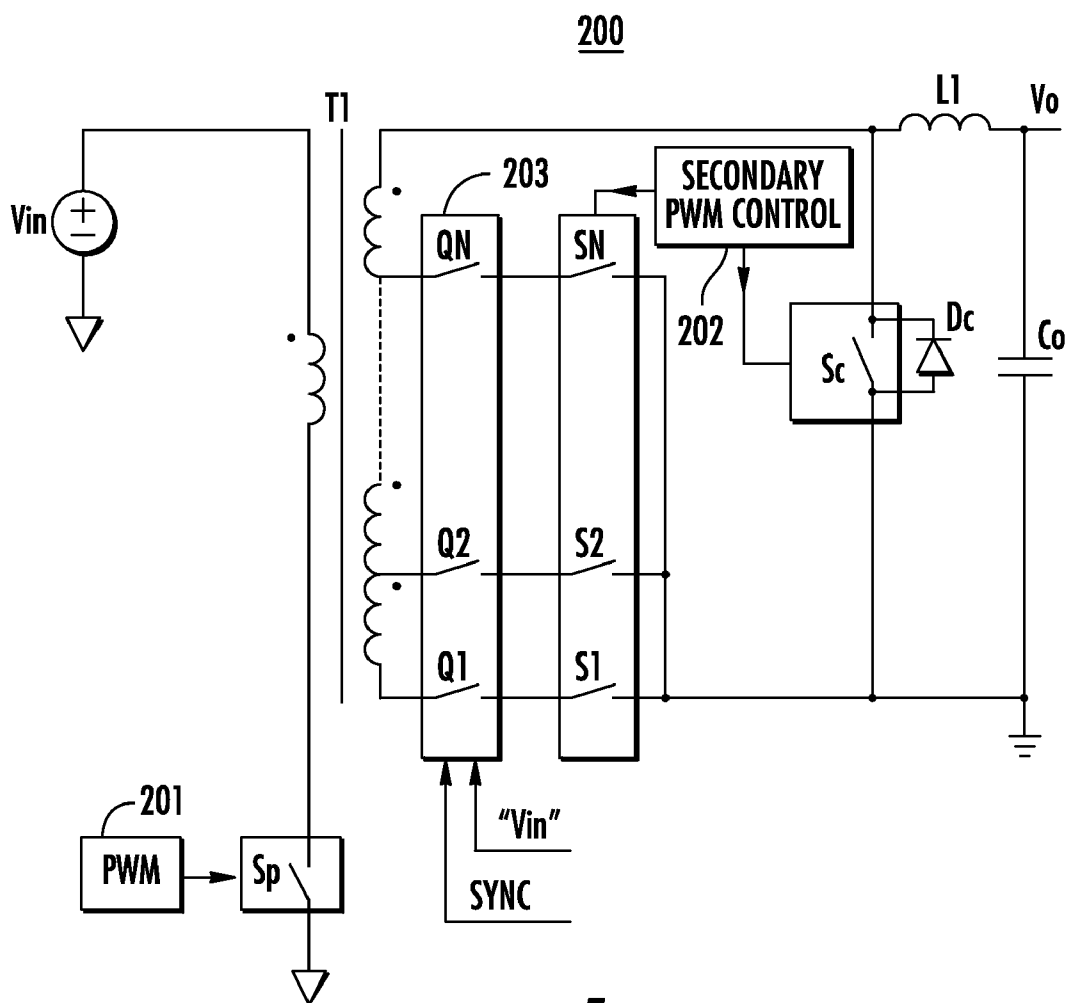 200
T1
L1
Vo
203
SECONDARY
PWM CONTROL
Vin
+
−
QN
SN
202
Dc
Co
Sc
Q2
S2
Q1
S1
201
"Vin"
PWM
Sp
SYNC